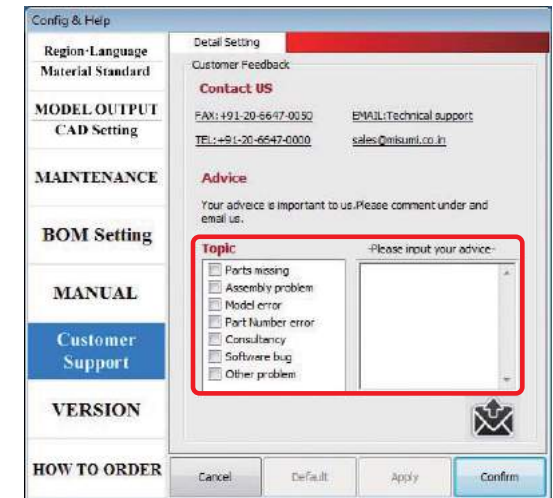 Config & Help
Region·Language
Material Standard
MODEL OUTPUT
CAD Setting
MAINTENANCE
BOM Setting
MANUAL
Customer
Support
VERSION
HOW TO ORDER
Detail Setting
Customer Feedback
Contact US
FAX: +91-20-6647-0050 EMAIL:Technical support
TEL:+91-20-6647-0000 sales@misumi.co.in
Advice
Your adveice is important to us.Please comment under and
email us.
Topic -Please input your advice-
Parts missing
Assembly problem
Model error
Part Number error
Consultancy
Software bug
Other problem
Cancel Default Apply Confirm